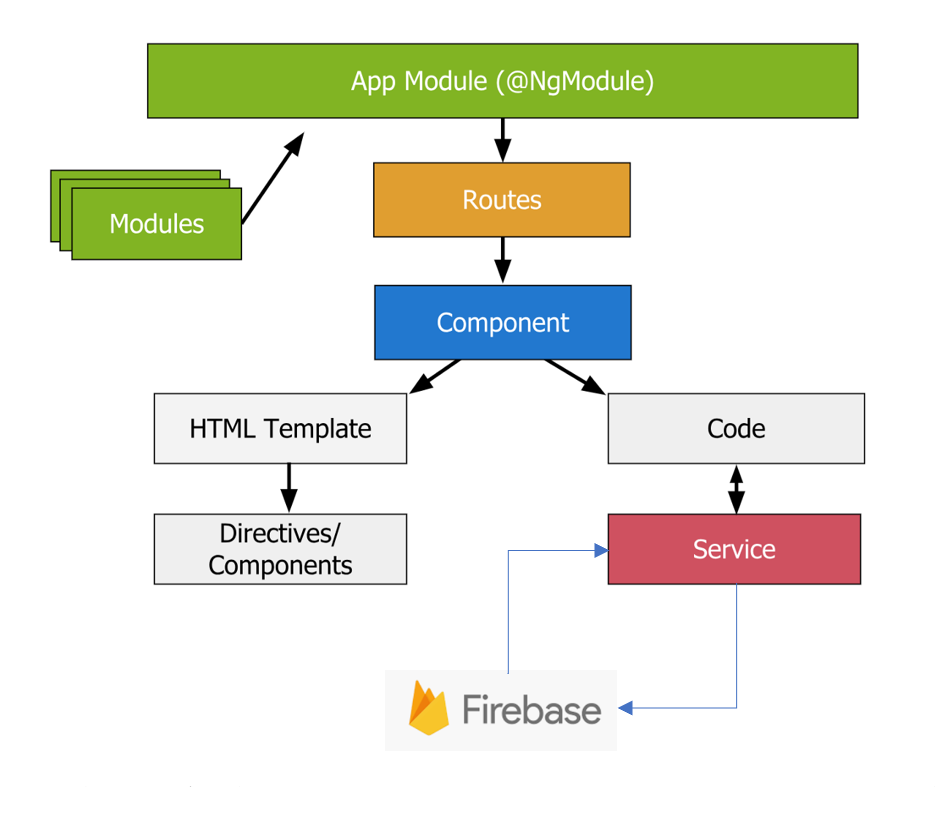 App Module (@NgModule)
Modules
Routes
Component
HTML Template
Code
Directives/
Components
Service
Firebase